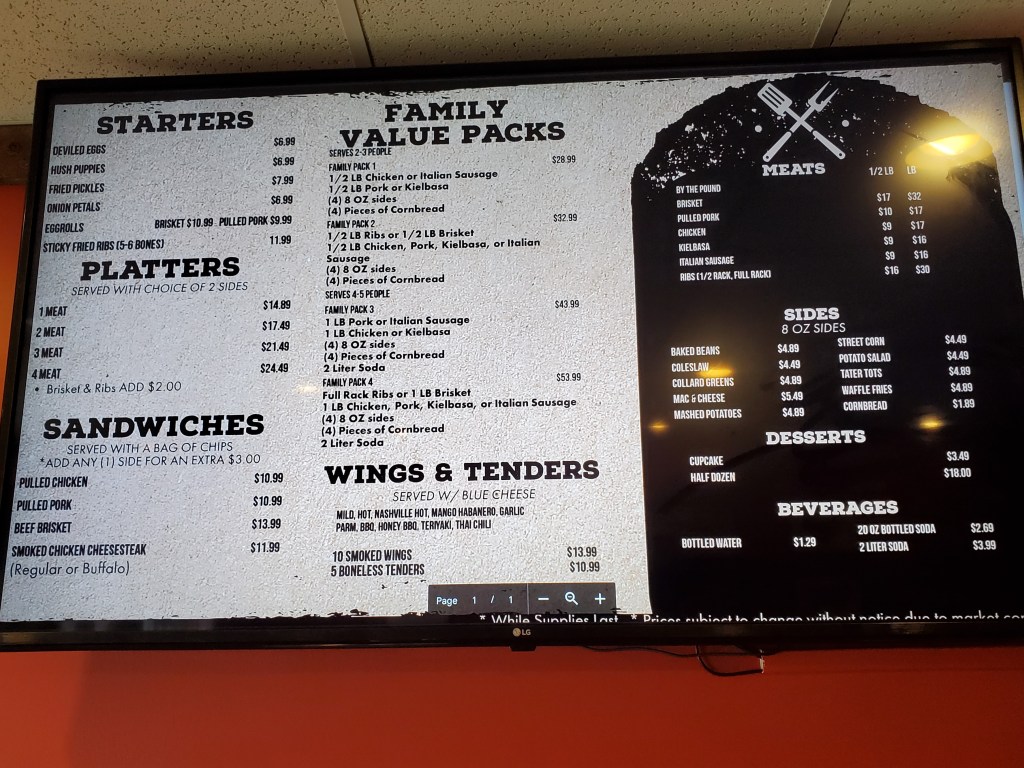 STARTERS
DEVILED EGGS $6.99
HUSH PUPPIES $6.99
FRIED PICKLES $7.99
ONION PETALS $6.99
EGGROLLS BRISKET $10.99 PULLED PORK $9.99
STICKY FRIED RIBS (5-6 BONES) 11.99
PLATTERS
SERVED WITH CHOICE OF 2 SIDES
1 MEAT $14.89
2 MEAT $17.49
3 MEAT $21.49
4 MEAT $24.49
• Brisket & Ribs ADD $2.00
SANDWICHES
SERVED WITH A BAG OF CHIPS
*ADD ANY (1) SIDE FOR AN EXTRA $3.00
PULLED CHICKEN $10.99
PULLED PORK $10.99
BEEF BRISKET $13.99
SMOKED CHICKEN CHEESESTEAK $11.99
(Regular or Buffalo)
FAMILY
VALUE PACKS
SERVES 2-3 PEOPLE
FAMILY PACK 1 $28.99
1/2 LB Chicken or Italian Sausage
1/2 LB Pork or Kielbasa
(4) 8 OZ sides
(4) Pieces of Cornbread
FAMILY PACK 2 $32.99
1/2 LB Ribs or 1/2 LB Brisket
1/2 LB Chicken, Pork, Kielbasa, or Italian
Sausage
(4) 8 OZ sides
(4) Pieces of Cornbread
SERVES 4-5 PEOPLE
FAMILY PACK 3 $43.99
1 LB Pork or Italian Sausage
1 LB Chicken or Kielbasa
(4) 8 OZ sides
(4) Pieces of Cornbread
2 Liter Soda
FAMILY PACK 4 $53.99
Full Rack Ribs or 1 LB Brisket
1 LB Chicken, Pork, Kielbasa, or Italian Sausage
(4) 8 OZ sides
(4) Pieces of Cornbread
2 Liter Soda
WINGS & TENDERS
SERVED W/ BLUE CHEESE
MILD, HOT, NASHVILLE HOT, MANGO HABANERO, GARLIC
PARM, BBQ, HONEY BBQ, TERIYAKI, THAI CHILI
10 SMOKED WINGS $13.99
5 BONELESS TENDERS $10.99
MEATS 1/2 LB LB
BY THE POUND
BRISKET $17 $32
PULLED PORK $10 $17
CHICKEN $9 $17
KIELBASA $9 $16
ITALIAN SAUSAGE $9 $16
RIBS (1/2 RACK, FULL RACK) $16 $30
SIDES
8 OZ SIDES
BAKED BEANS $4.89 STREET CORN $4.49
COLESLAW $4.49 POTATO SALAD $4.49
COLLARD GREENS $4.89 TATER TOTS $4.89
MAC & CHEESE $5.49 WAFFLE FRIES $4.89
MASHED POTATOES $4.89 CORNBREAD $1.89
DESSERTS
CUPCAKE $3.49
HALF DOZEN $18.00
BEVERAGES
BOTTLED WATER $1.29 20 OZ BOTTLED SODA $2.69
2 LITER SODA $3.99
Page 1 / 1 − +
* While Supplies Last * Prices subject to change without notice due to market
LG